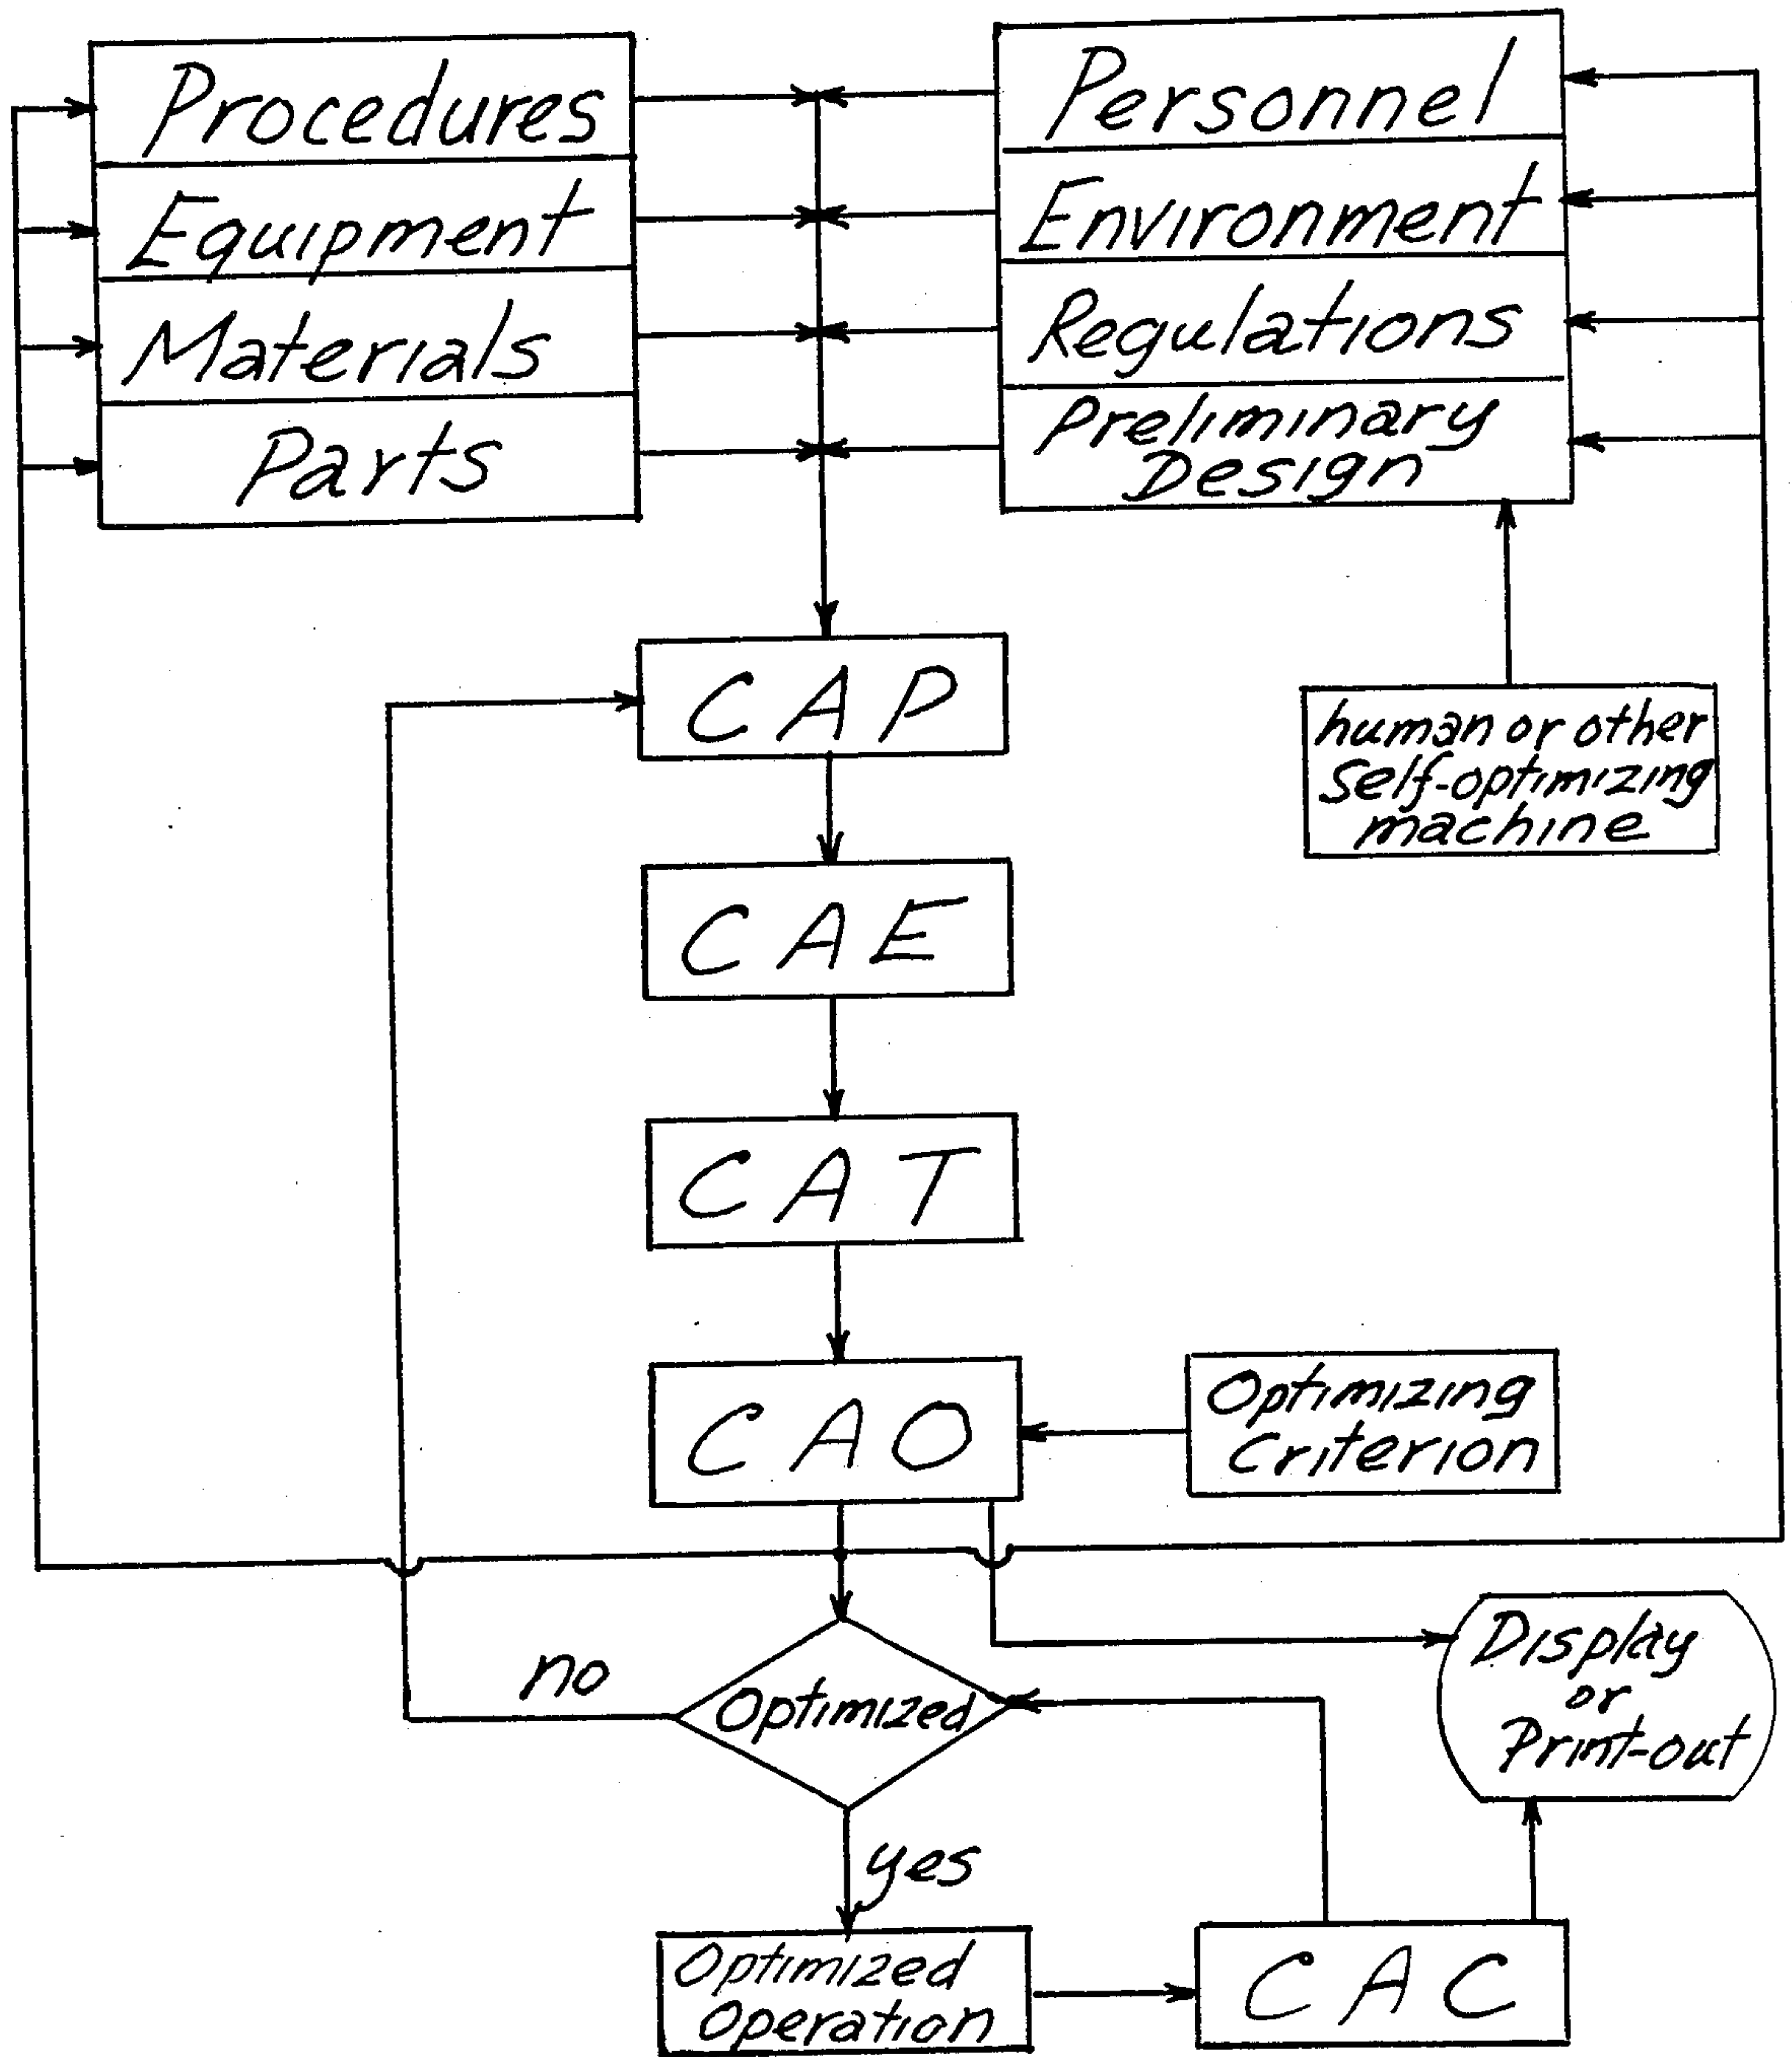 Procedures
Equipment
Materials
Parts
Personnel
Environment
Regulations
Preliminary
Design
CAP
human or other
self-optimizing
machine
CAE
CAT
CAO
Optimizing
Criterion
no
Optimized
Display
or
Print-out
yes
Optimized
Operation
CAC